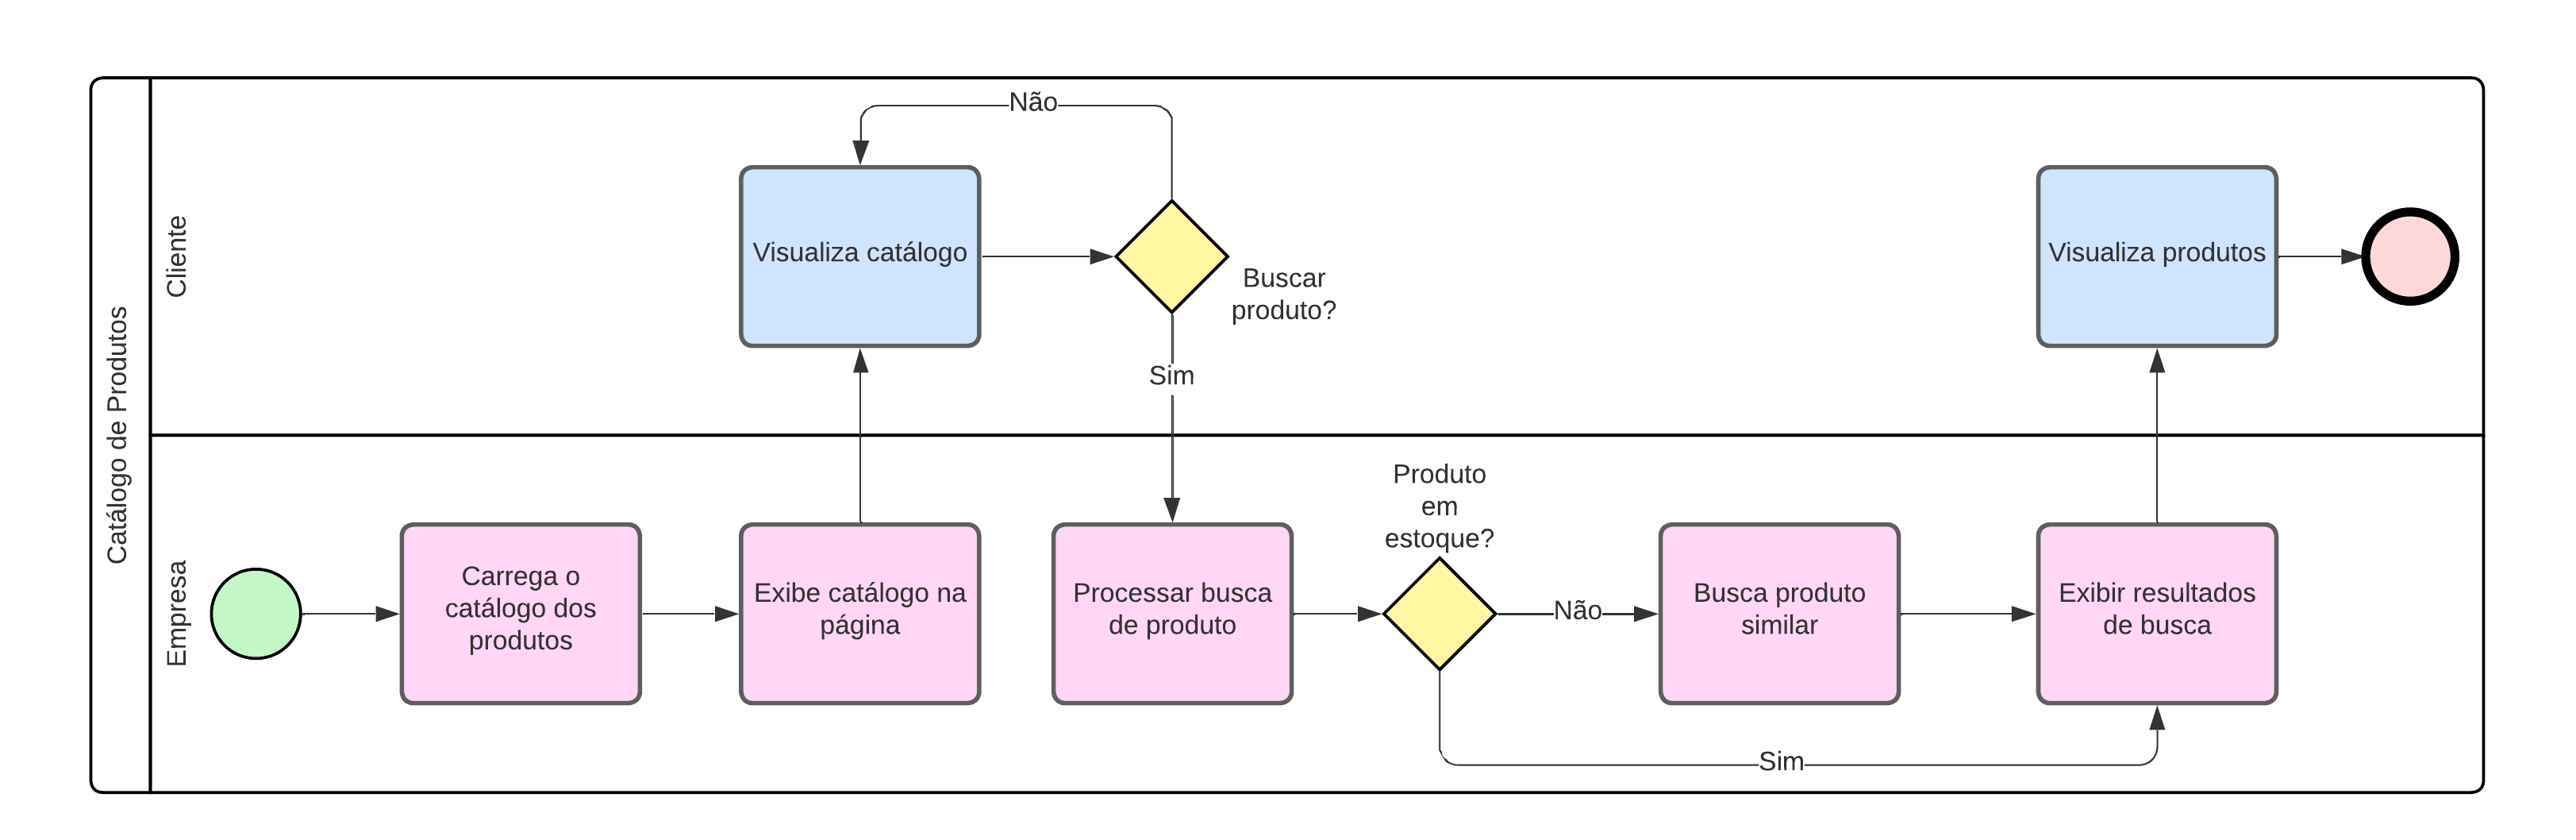 Catálogo de Produtos
Cliente
Não
Visualiza catálogo
Buscar
produto?
Sim
Visualiza produtos
Empresa
Carrega o
catálogo dos
produtos
Exibe catálogo na
página
Processar busca
de produto
Produto
em
estoque?
Não
Busca produto
similar
Exibir resultados
de busca
Sim